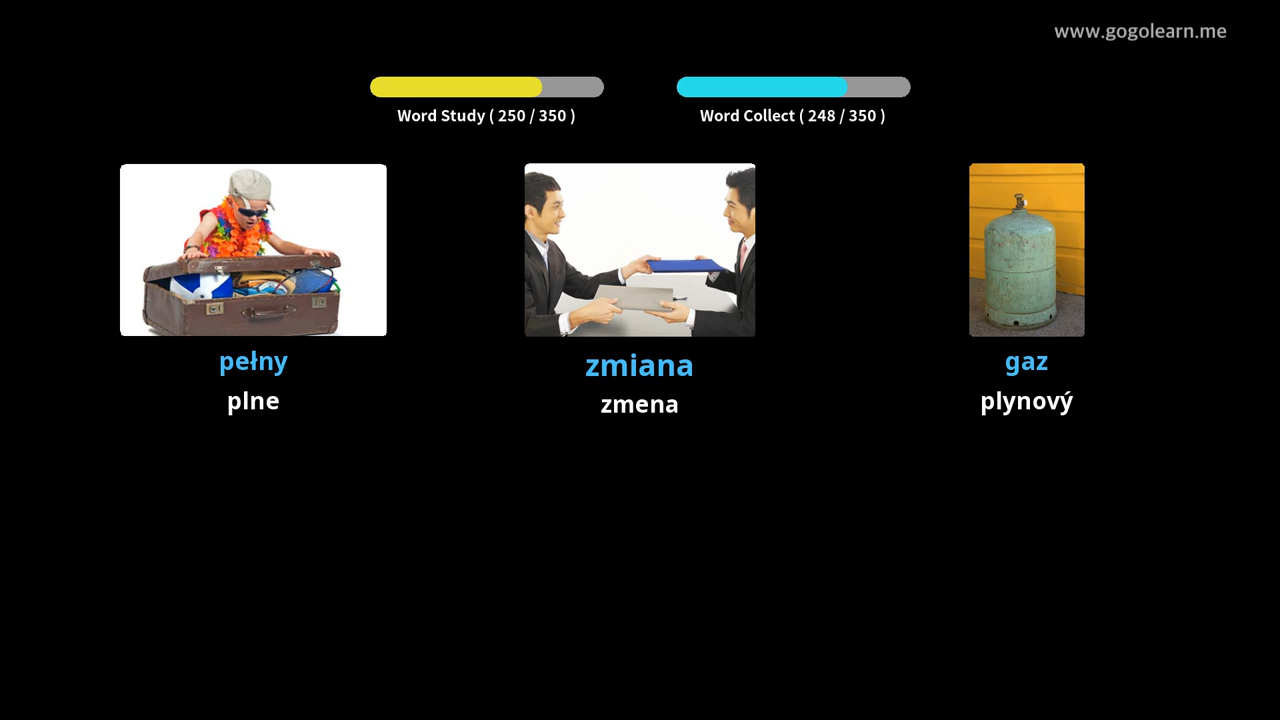 www.gogolearn.me
Word Study ( 250 / 350 )
Word Collect ( 248 / 350 )
pełny
plne
zmiana
zmena
gaz
plynový